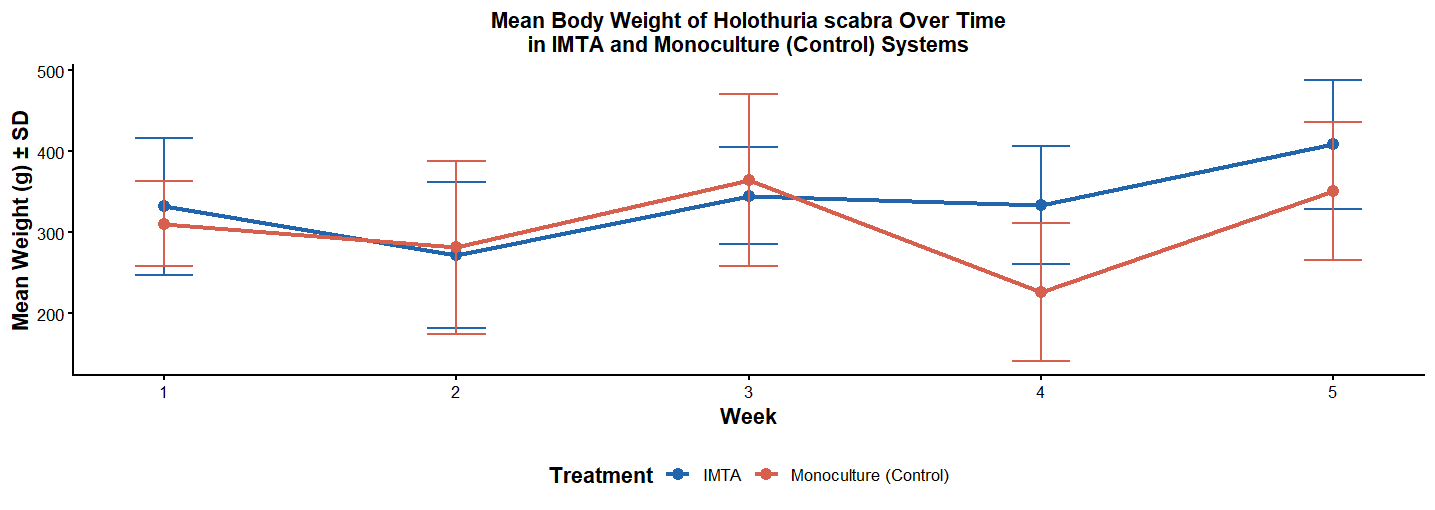 Mean Body Weight of Holothuria scabra Over Time
in IMTA and Monoculture (Control) Systems
Mean Weight (g) ± SD
500
400
300
200
1 2 3 4 5
Week
Treatment IMTA Monoculture (Control)